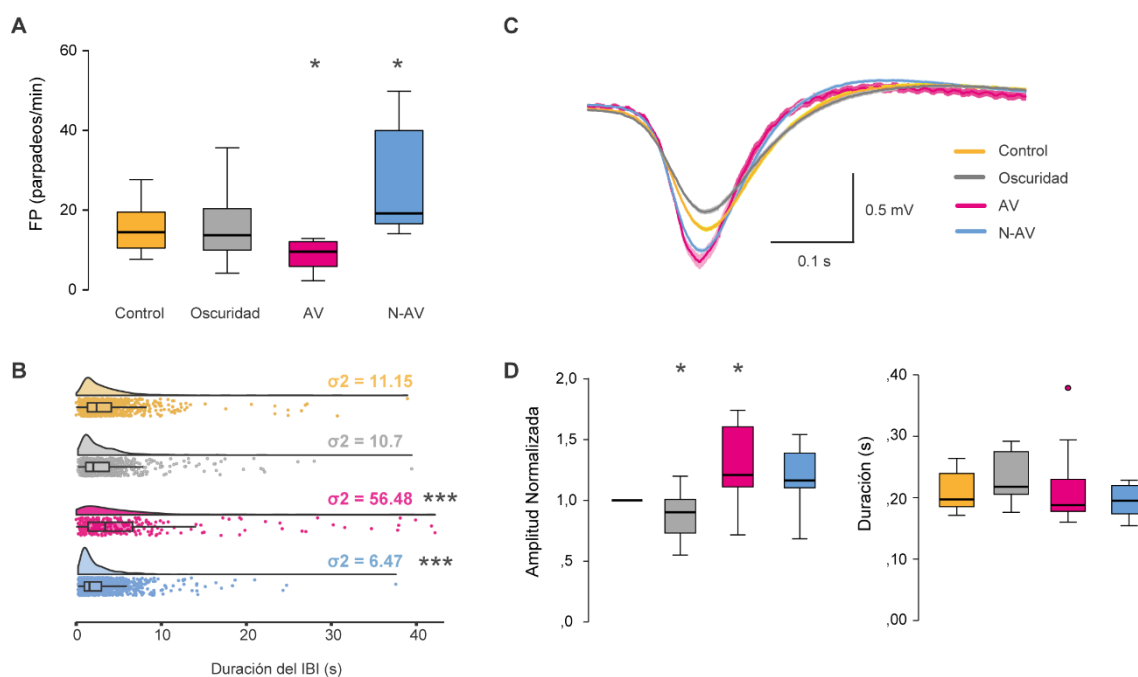 A
60
40
20
0
FP (parpadeos/min)
*
*
Control
Oscuridad
AV
N-AV
B
σ2 = 11.15
σ2 = 10.7
σ2 = 56.48 ***
σ2 = 6.47 ***
0
10
20
30
40
Duración del IBI (s)
C
Control
Oscuridad
AV
N-AV
0.5 mV
0.1 s
D
2,0
1,5
1,0
,5
,0
Amplitud Normalizada
*
*
,40
,30
,20
,10
,00
Duración (s)